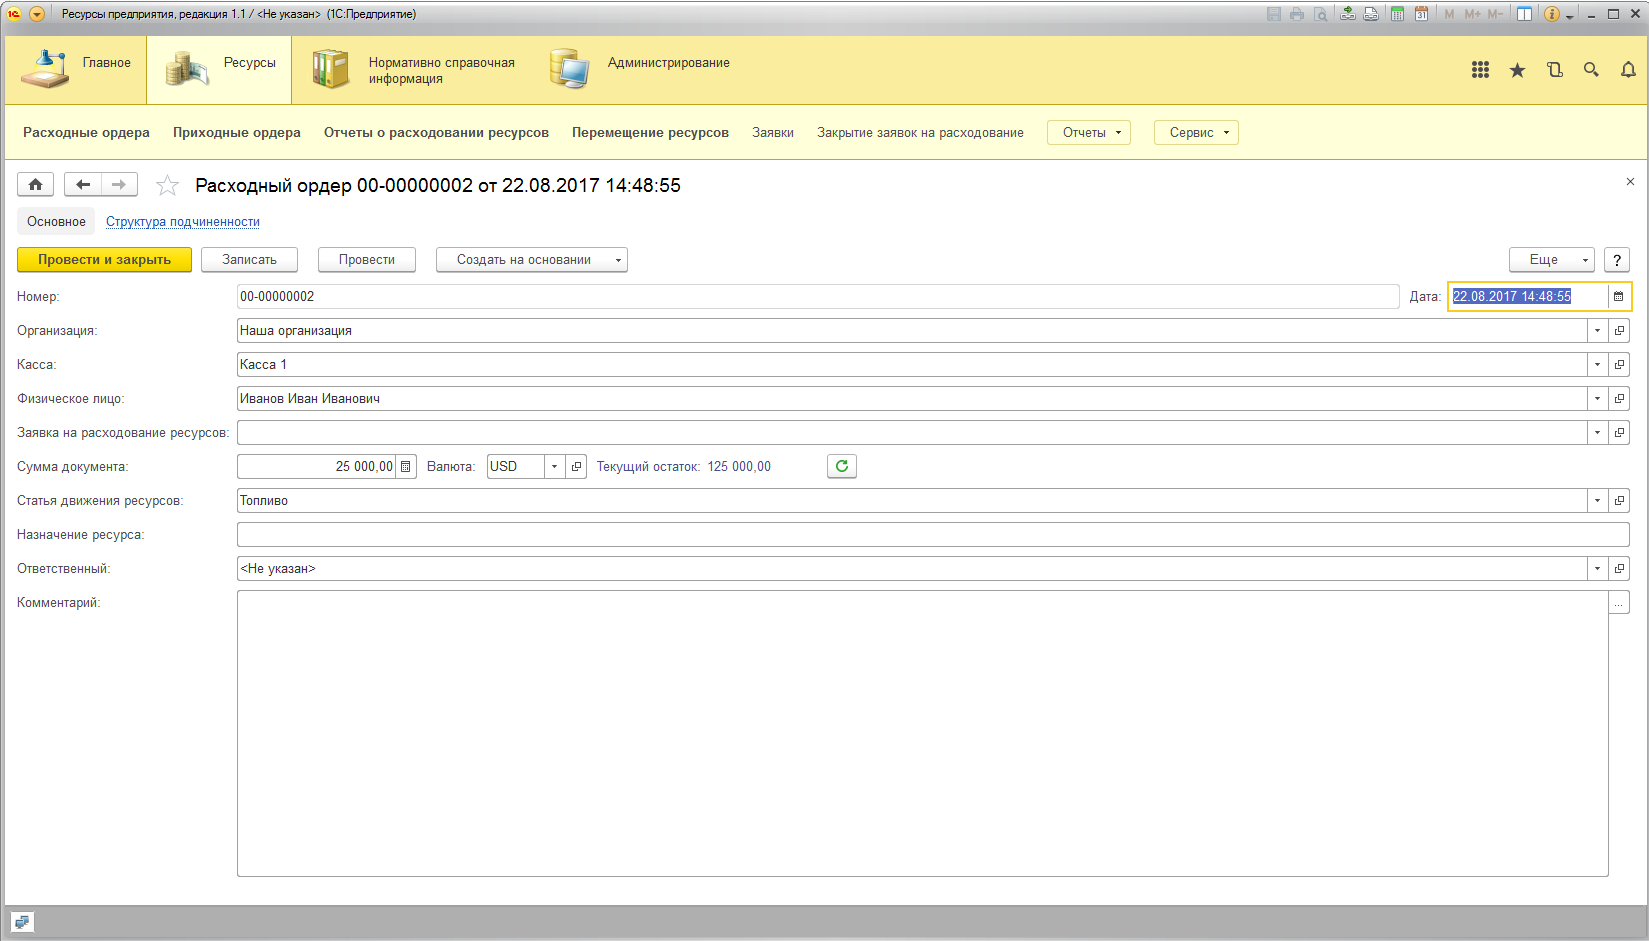 Ресурсы предприятия, редакция 1.1 / <Не указан> (1С:Предприятие)
M M+ M-
Главное
Ресурсы
Нормативно справочная
информация
Администрирование
Расходные ордера Приходные ордера Отчеты о расходовании ресурсов Перемещение ресурсов Заявки Закрытие заявок на расходование Отчеты Сервис
Расходный ордер 00-00000002 от 22.08.2017 14:48:55
Основное Структура подчиненности
Провести и закрыть Записать Провести Создать на основании Еще ?
Номер: 00-00000002 Дата: 22.08.2017 14:48:55
Организация: Наша организация
Касса: Касса 1
Физическое лицо: Иванов Иван Иванович
Заявка на расходование ресурсов:
Сумма документа: 25 000,00 Валюта: USD Текущий остаток: 125 000,00
Статья движения ресурсов: Топливо
Назначение ресурса:
Ответственный: <Не указан>
Комментарий: ...